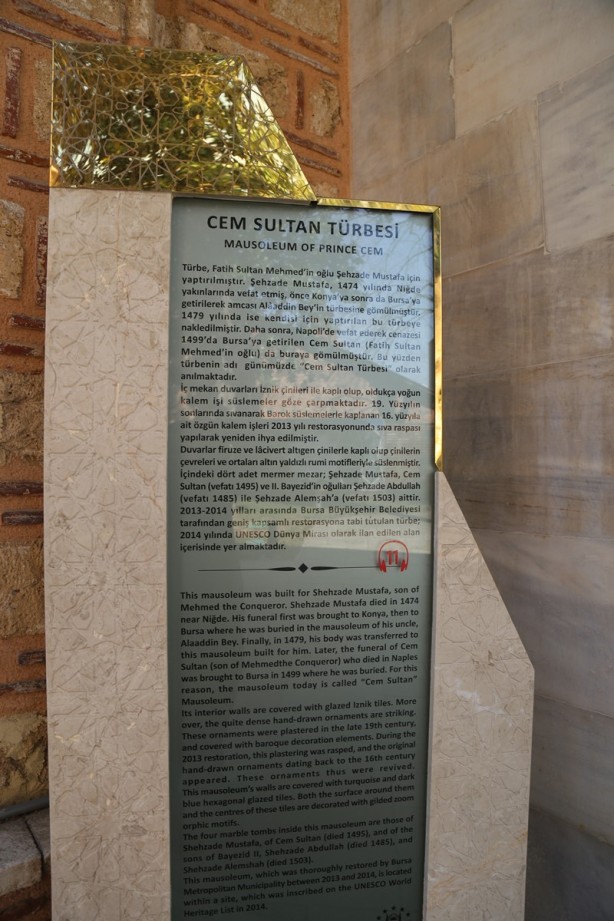 CEM SULTAN TÜRBESİ
MAUSOLEUM OF PRINCE CEM
Türbe, Fatih Sultan Mehmed'in oğlu Şehzade Mustafa için
yaptırılmıştır. Şehzade Mustafa, 1474 yılında Niğde
yakınlarında vefat etmiş, önce Konya'ya sonra da Bursa'ya
getirilerek amcası Alâaddin Bey'in türbesine gömülmüştür.
1479 yılında ise kendisi için yaptırılan bu türbeye
nakledilmiştir. Daha sonra, Napoli'de vefat ederek cenazesi
1499'da Bursa'ya getirilen Cem Sultan (Fatih Sultan
Mehmed'in oğlu) da buraya gömülmüştür. Bu yüzden
türbenin adı günümüzde "Cem Sultan Türbesi" olarak
anılmaktadır.
İç mekan duvarları İznik çinileri ile kaplı olup, oldukça yoğun
kalem işi süslemeler göze çarpmaktadır. 19. Yüzyılın
sonlarında sıvanarak Barok süslemelerle kaplanan 16. yüzyıla
ait özgün kalem işleri 2013 yılı restorasyonunda sıva raspası
yapılarak yeniden ihya edilmiştir.
Duvarlar firuze ve lâcivert altıgen çinilerle kaplı olup çinilerin
çevreleri ve ortaları altın yaldızlı rumi motifleriyle süslenmiştir.
İçindeki dört adet mermer mezar; Şehzade Mustafa, Cem
Sultan (vefatı 1495) ve II. Bayezid'in oğulları Şehzade Abdullah
(vefatı 1485) ile Şehzade Alemşah'a (vefatı 1503) aittir.
2013-2014 yılları arasında Bursa Büyükşehir Belediyesi
tarafından geniş kapsamlı restorasyona tabi tutulan türbe;
2014 yılında UNESCO Dünya Mirası olarak ilan edilen alan
içerisinde yer almaktadır.
11
This mausoleum was built for Shehzade Mustafa, son of
Mehmed the Conqueror. Shehzade Mustafa died in 1474
near Niğde. His funeral first was brought to Konya, then to
Bursa where he was buried in the mausoleum of his uncle,
Alaaddin Bey. Finally, in 1479, his body was transferred to
this mausoleum built for him. Later, the funeral of Cem
Sultan (son of Mehmedthe Conqueror) who died in Naples
was brought to Bursa in 1499 where he was buried. For this
reason, the mausoleum today is called "Cem Sultan"
Mausoleum.
Its interior walls are covered with glazed Iznik tiles. More
over, the quite dense hand-drawn ornaments are striking.
These ornaments were plastered in the late 19th century,
and covered with baroque decoration elements. During the
2013 restoration, this plastering was rasped, and the original
hand-drawn ornaments dating back to the 16th century
appeared. These ornaments thus were revived.
This mausoleum's walls are covered with turquoise and dark
blue hexagonal glazed tiles. Both the surface around them
and the centres of these tiles are decorated with gilded zoom
orphic motifs.
The four marble tombs inside this mausoleum are those of
Shehzade Mustafa, of Cem Sultan (died 1495), and of the
sons of Bayezid II, Shehzade Abdullah (died 1485), and
Shehzade Alemshah (died 1503).
This mausoleum, which was thoroughly restored by Bursa
Metropolitan Municipality between 2013 and 2014, is located
within a site, which was inscribed on the UNESCO World
Heritage List in 2014.